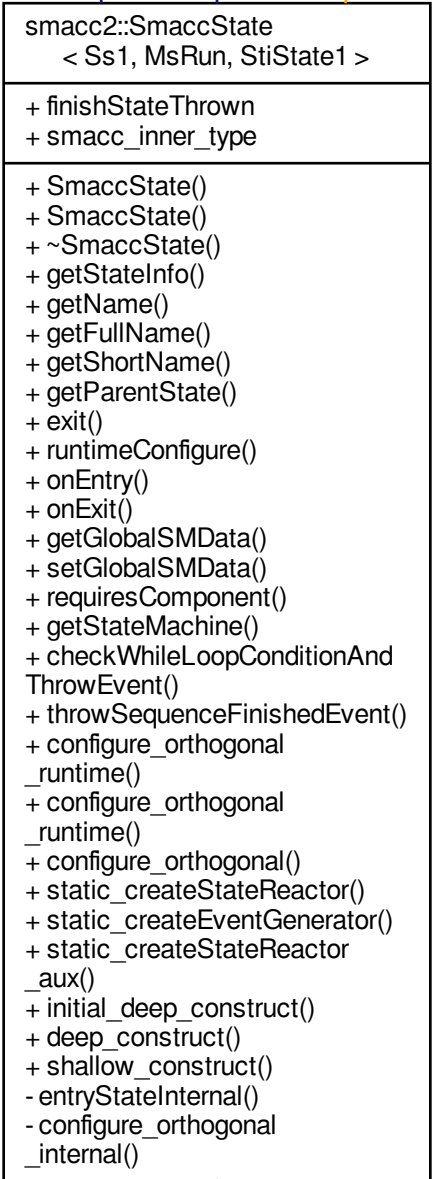 smacc2::SmaccState
< Ss1, MsRun, StiState1 >
+ finishStateThrown
+ smacc_inner_type
+ SmaccState()
+ SmaccState()
+ ~SmaccState()
+ getStateInfo()
+ getName()
+ getFullName()
+ getShortName()
+ getParentState()
+ exit()
+ runtimeConfigure()
+ onEntry()
+ onExit()
+ getGlobalSMData()
+ setGlobalSMData()
+ requiresComponent()
+ getStateMachine()
+ checkWhileLoopConditionAnd
ThrowEvent()
+ throwSequenceFinishedEvent()
+ configure_orthogonal
_runtime()
+ configure_orthogonal
_runtime()
+ configure_orthogonal()
+ static_createStateReactor()
+ static_createEventGenerator()
+ static_createStateReactor
_aux()
+ initial_deep_construct()
+ deep_construct()
+ shallow_construct()
- entryStateInternal()
- configure_orthogonal
_internal()